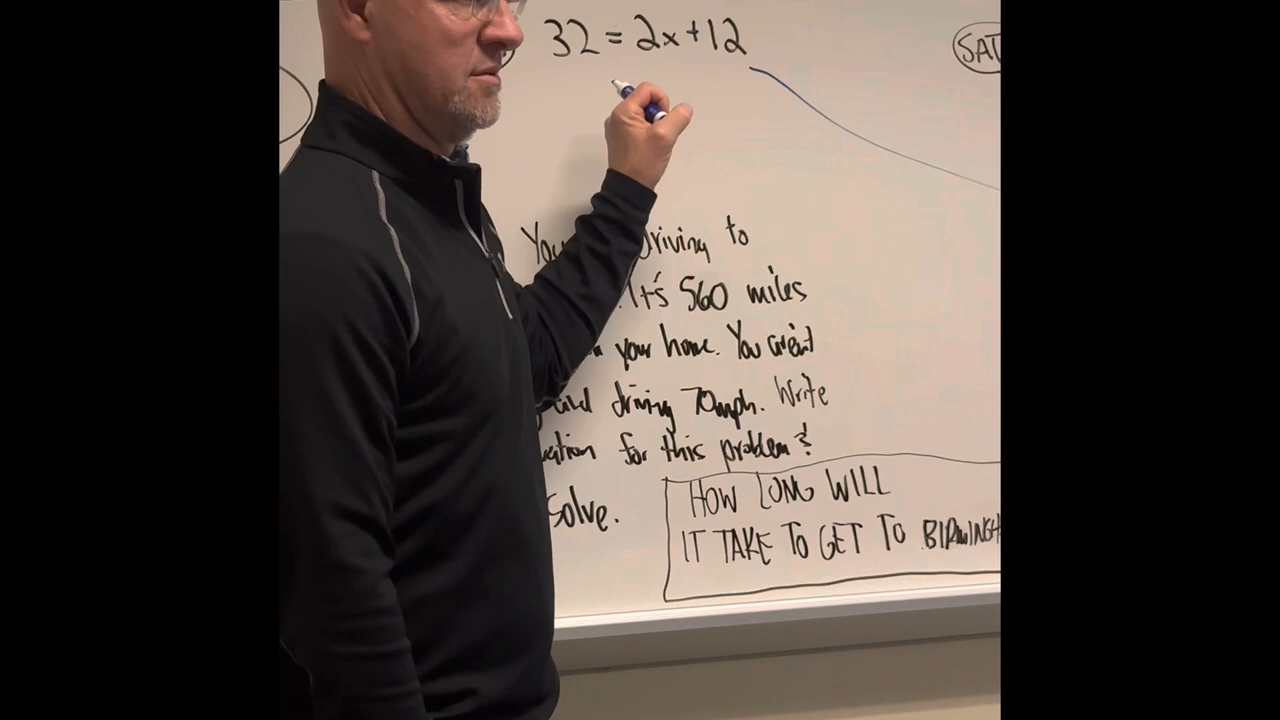 32 = 2x + 12
SAT
driving to
It's 560 miles
your home. You aren't
and driving 70mph. Write
for this problem &
solve.
HOW LONG WILL
IT TAKE TO GET TO BIRMINGH